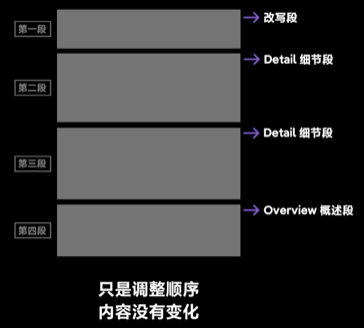 第一段
改写段
第二段
Detail 细节段
第三段
Detail 细节段
第四段
Overview 概述段
只是调整顺序
内容没有变化